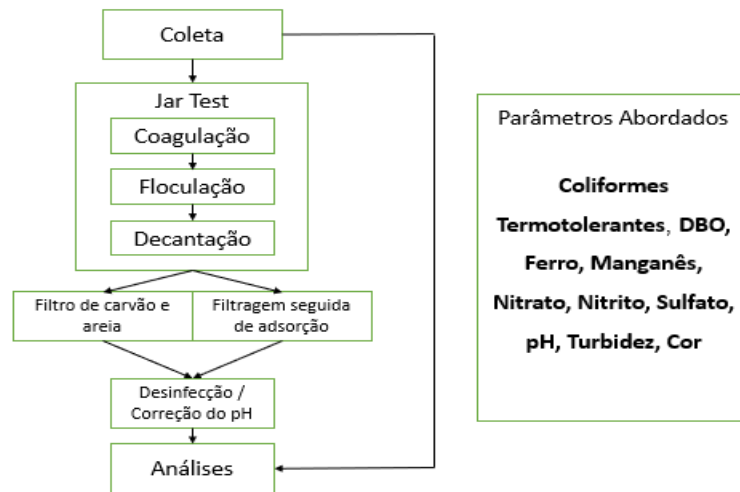 Coleta
Jar Test
Coagulação
Floculação
Decantação
Filtro de carvão e
areia
Filtragem seguida
de adsorção
Desinfecção /
Correção do pH
Análises
Parâmetros Abordados
Coliformes
Termotolerantes, DBO,
Ferro, Manganês,
Nitrato, Nitrito, Sulfato,
pH, Turbidez, Cor